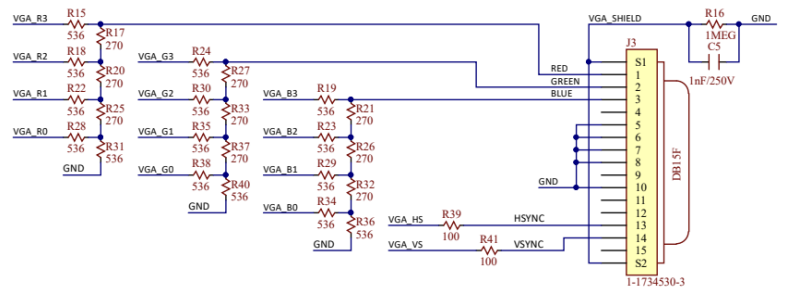 VGA_R3 R15 VGA_SHIELD R16 GND
536 R17 1MEG
270 J3 C5
VGA_R2 R18 VGA_G3 R24 S1
536 R20 536 R27 RED 1 1nF/250V
270 270 GREEN 2
VGA_R1 R22 VGA_G2 R30 VGA_B3 R19 BLUE 3
536 R25 536 R33 536 R21 4
270 270 270 5
VGA_R0 R28 VGA_G1 R35 VGA_B2 R23 6
536 R31 536 R37 536 R26 7
536 270 270 8
GND VGA_G0 R38 VGA_B1 R29 9 DB15F
536 R40 536 R32 GND 10
536 270 11
GND VGA_B0 R34 12
536 R36 VGA_HS R39 HSYNC 13
536 100 14
GND VGA_VS R41 VSYNC 15
100 S2
1-1734530-3